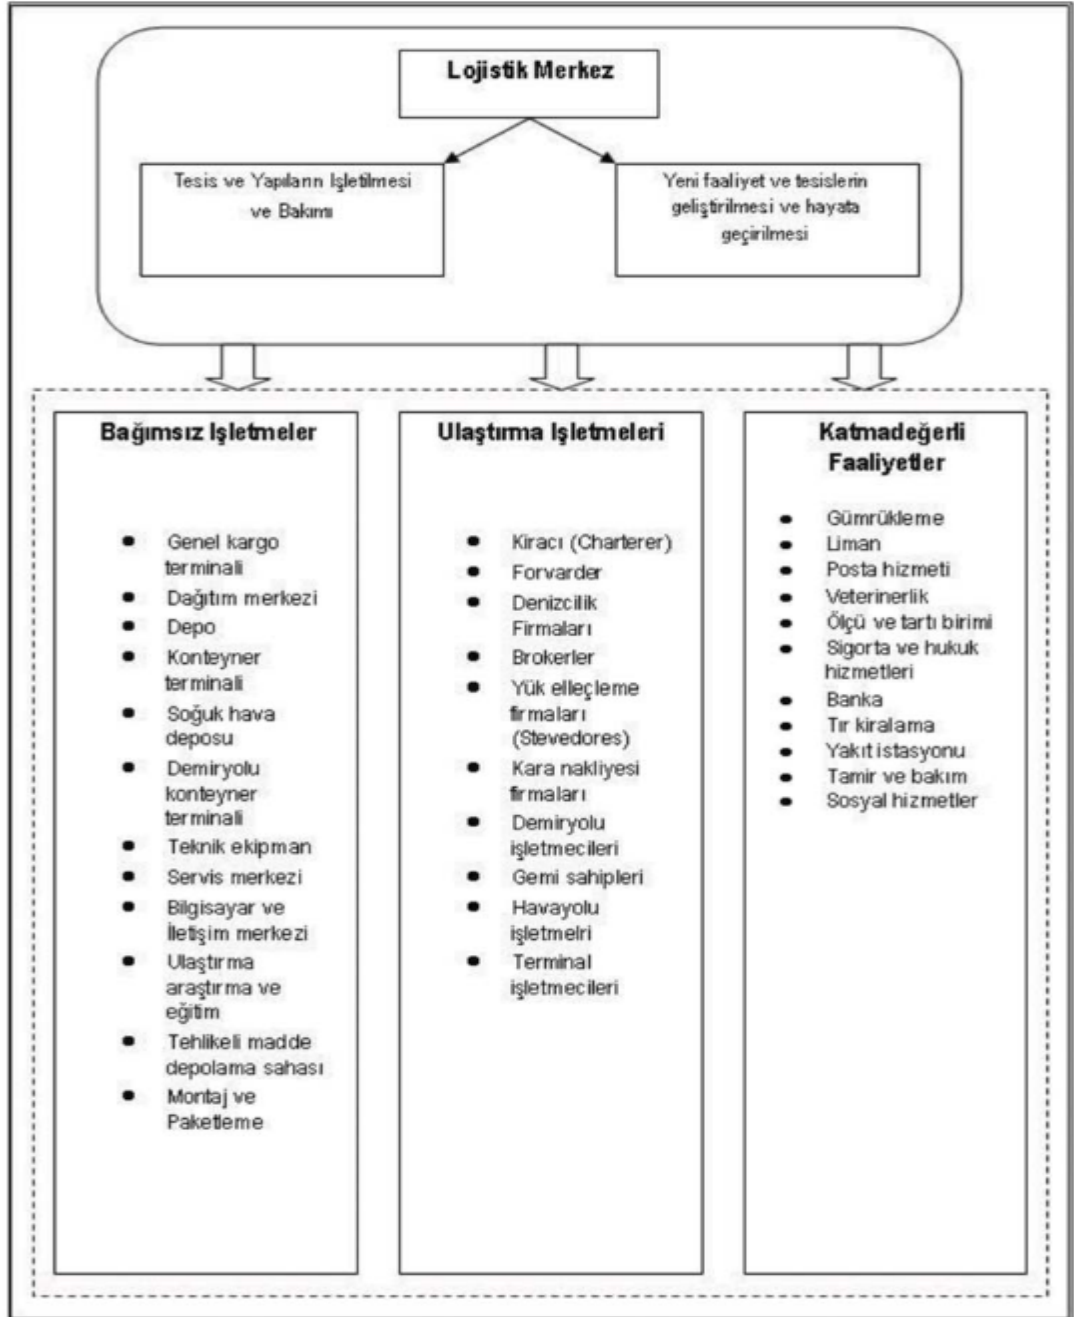 Lojistik Merkez
Tesis ve Yapıların Işletilmesi
ve Bakımı
Yeni faaliyet ve tesislerin
geliştirilmesi ve hayata
geçirilmesi
Bağımsız Işletmeler
Genel kargo
terminali
Dağıtım merkezi
Depo
Konteyner
terminali
Soğuk hava
deposu
Demiryolu
konteyner
terminali
Teknik ekipman
Servis merkezi
Bilgisayar ve
İletişim merkezi
Ulaştırma
araştırma ve
eğitim
Tehlikeli madde
depolama sahası
Montaj ve
Paketleme
Ulaştırma Işletmeleri
Kiracı (Charterer)
Forvarder
Denizcilik
Firmaları
Brokerler
Yük elleçleme
firmaları
(Stevedores)
Kara nakliyesi
firmaları
Demiryolu
işletmecileri
Gemi sahipleri
Havayolu
işletmelri
Terminal
işletmecileri
Katmadeğerli
Faaliyetler
Gümrükleme
Liman
Posta hizmeti
Veterinerlik
Ölçü ve tartı birimi
Sigorta ve hukuk
hizmetleri
Banka
Tır kiralama
Yakıt istasyonu
Tamir ve bakım
Sosyal hizmetler